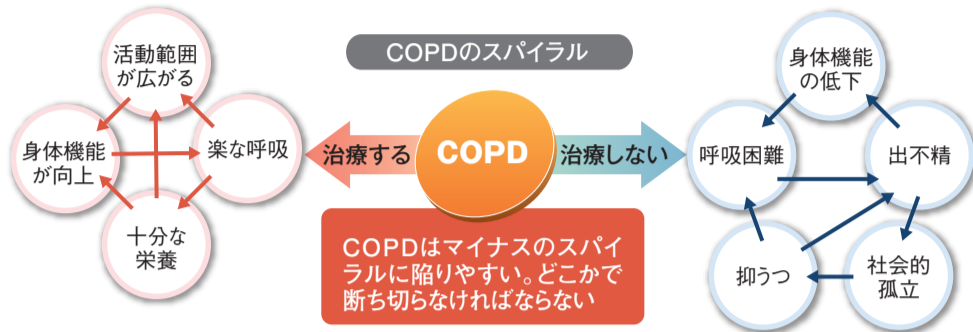 COPDのスパイラル
活動範囲
が広がる
身体機能
が向上
楽な呼吸
十分な
栄養
治療する
COPD
治療しない
COPDはマイナスのスパイ
ラルに陥りやすい。どこかで
断ち切らなければならない
身体機能
の低下
呼吸困難
出不精
抑うつ
社会的
孤立